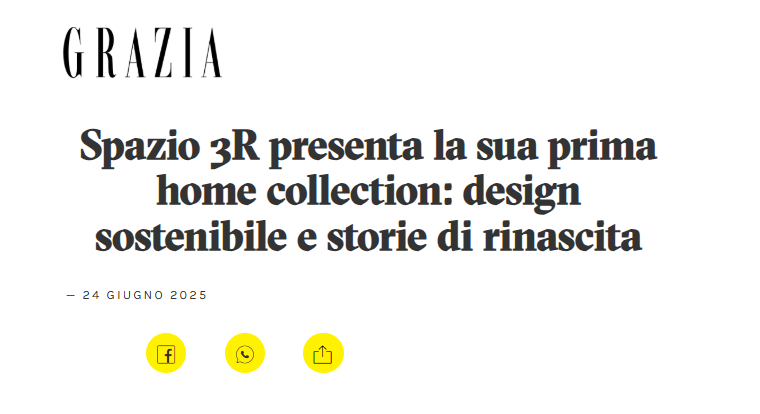 GRAZIA
Spazio 3R presenta la sua prima
home collection: design
sostenibile e storie di rinascita
— 24 GIUGNO 2025